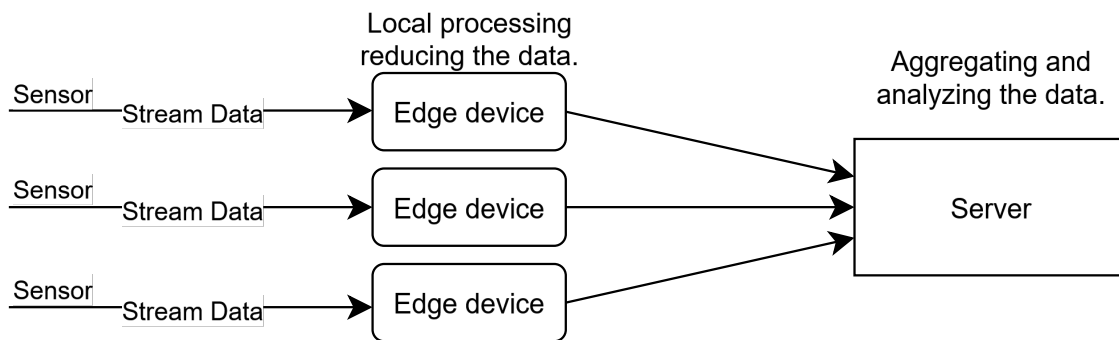 Local processing
reducing the data.
Aggregating and
analyzing the data.
Sensor
Stream Data
Edge device
Sensor
Stream Data
Edge device
Server
Sensor
Stream Data
Edge device